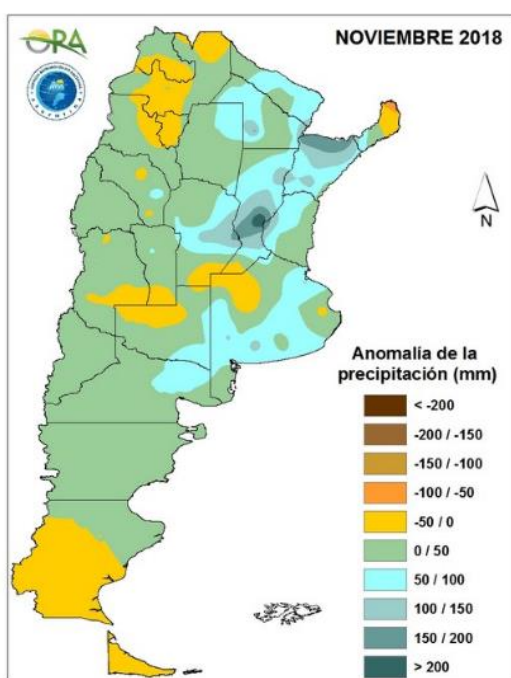 ORA
NOVIEMBRE 2018
N
Anomalía de la
precipitación (mm)
< -200
-200 / -150
-150 / -100
-100 / -50
-50 / 0
0 / 50
50 / 100
100 / 150
150 / 200
> 200